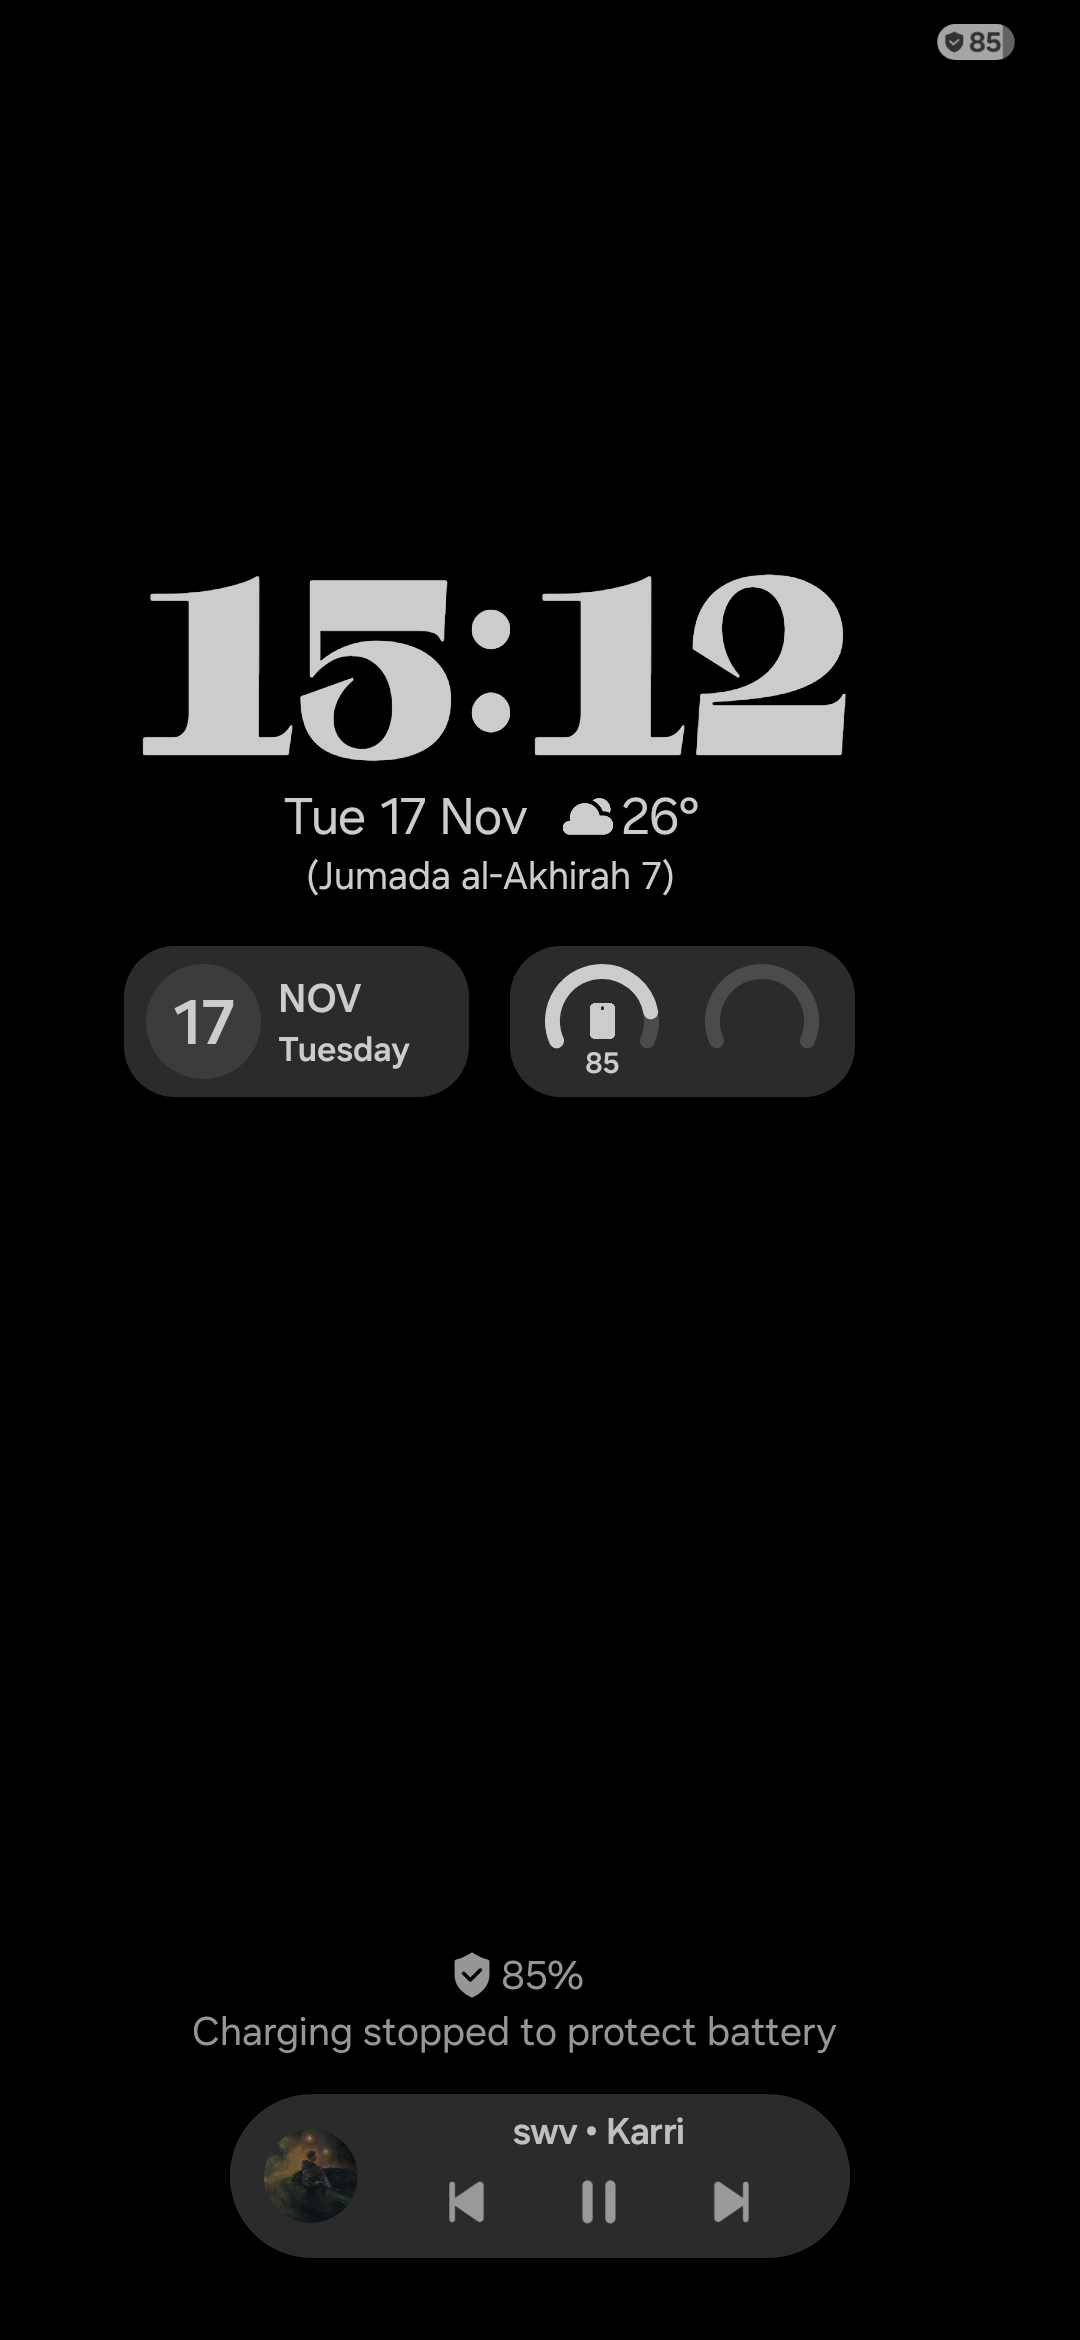 85
15:12
Tue 17 Nov 26°
(Jumada al-Akhirah 7)
17
NOV
Tuesday
85
85%
Charging stopped to protect battery
swv • Karri